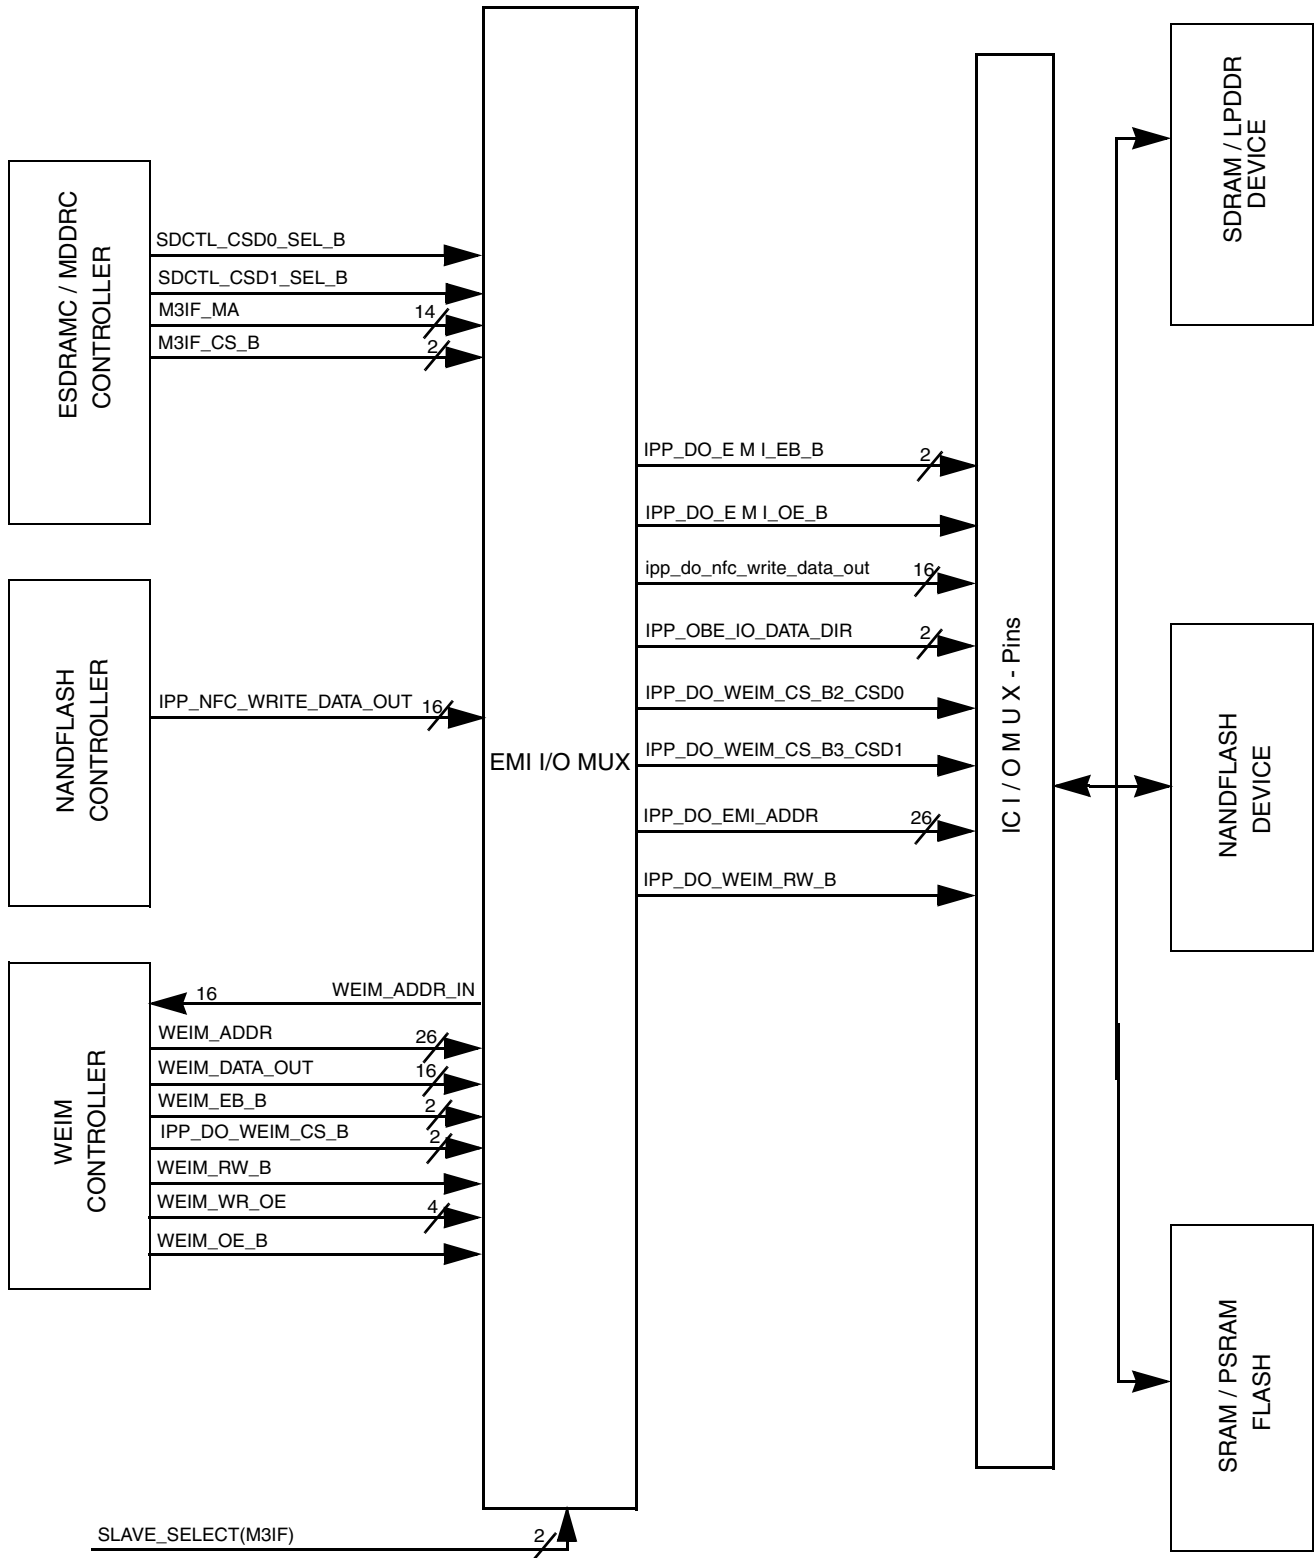 ESDRAMC / MDDRC
CONTROLLER
SDCTL_CSD0_SEL_B
SDCTL_CSD1_SEL_B
M3IF_MA
14
M3IF_CS_B
2
NANDFLASH
CONTROLLER
IPP_NFC_WRITE_DATA_OUT
16
WEIM
CONTROLLER
16
WEIM_ADDR_IN
WEIM_ADDR
26
WEIM_DATA_OUT
16
WEIM_EB_B
2
IPP_DO_WEIM_CS_B
2
WEIM_RW_B
WEIM_WR_OE
4
WEIM_OE_B
SLAVE_SELECT(M3IF)
2
EMI I/O MUX
IPP_DO_E M I_EB_B
2
IPP_DO_E M I_OE_B
ipp_do_nfc_write_data_out
16
IPP_OBE_IO_DATA_DIR
2
IPP_DO_WEIM_CS_B2_CSD0
IPP_DO_WEIM_CS_B3_CSD1
IPP_DO_EMI_ADDR
26
IPP_DO_WEIM_RW_B
IC I / O M U X - Pins
SDRAM / LPDDR
DEVICE
NANDFLASH
DEVICE
SRAM / PSRAM
FLASH